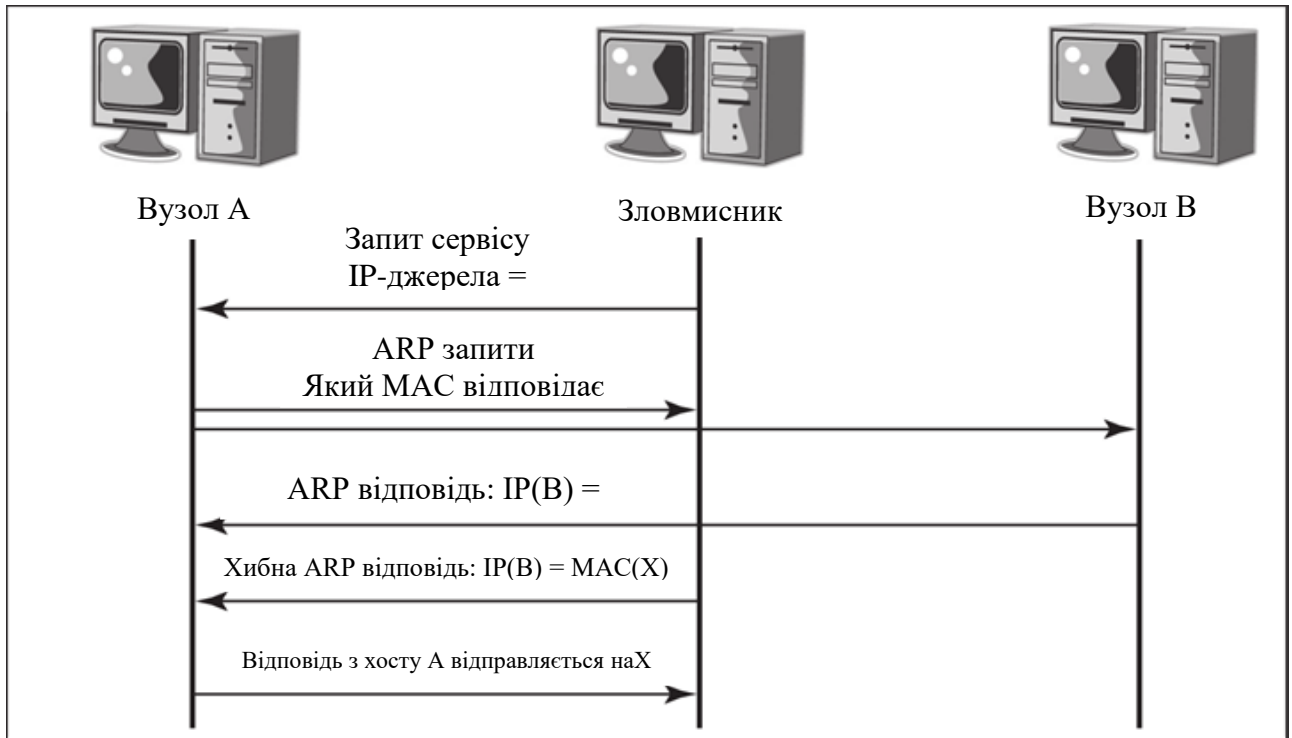 Вузол А
Зловмисник
Вузол В
Запит сервісу
IP-джерела =
ARP запити
Який MAC відповідає
ARP відповідь: IP(B) =
Хибна ARP відповідь: IP(B) = MAC(X)
Відповідь з хосту А відправляється наХ